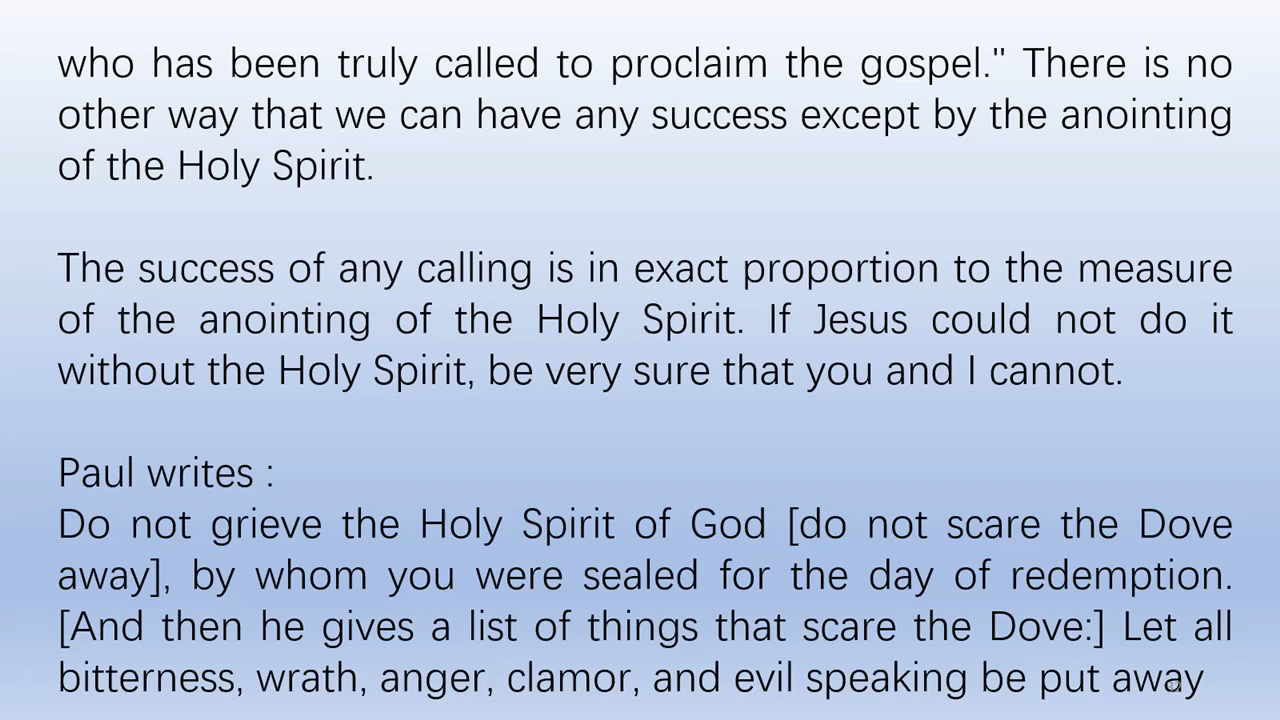 who has been truly called to proclaim the gospel." There is no
other way that we can have any success except by the anointing
of the Holy Spirit.
The success of any calling is in exact proportion to the measure
of the anointing of the Holy Spirit. If Jesus could not do it
without the Holy Spirit, be very sure that you and I cannot.
Paul writes :
Do not grieve the Holy Spirit of God [do not scare the Dove
away], by whom you were sealed for the day of redemption.
[And then he gives a list of things that scare the Dove:] Let all
bitterness, wrath, anger, clamor, and evil speaking be put away